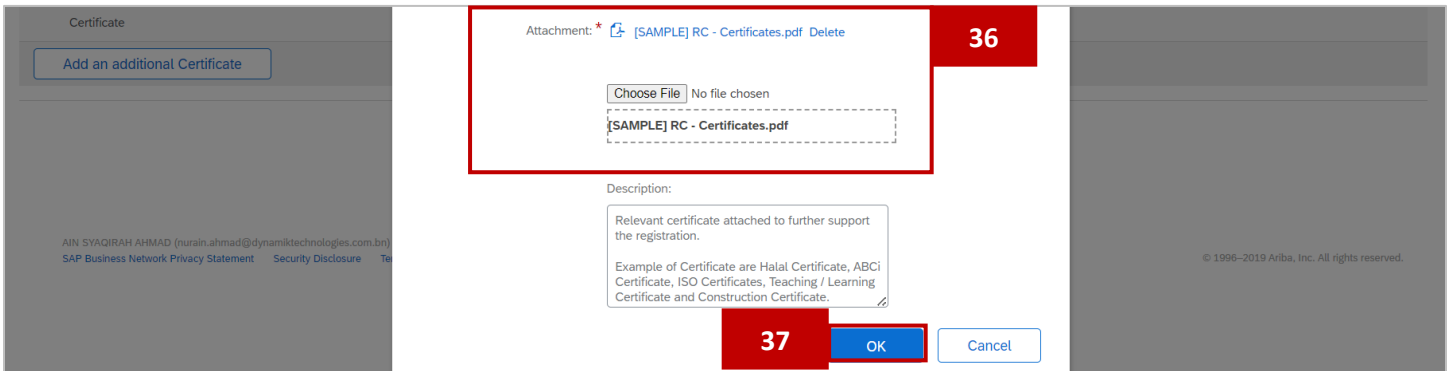 Certificate
Attachment: * [SAMPLE] RC - Certificates.pdf Delete
36
Add an additional Certificate
Choose File No file chosen
[SAMPLE] RC - Certificates.pdf
Description:
Relevant certificate attached to further support
the registration.
Example of Certificate are Halal Certificate, ABCi
Certificate, ISO Certificates, Teaching / Learning
Certificate and Construction Certificate.
AIN SYAQIRAH AHMAD (nurain.ahmad@dynamiktechnologies.com.bn)
SAP Business Network Privacy Statement Security Disclosure Te
© 1996–2019 Ariba, Inc. All rights reserved.
37
OK
Cancel